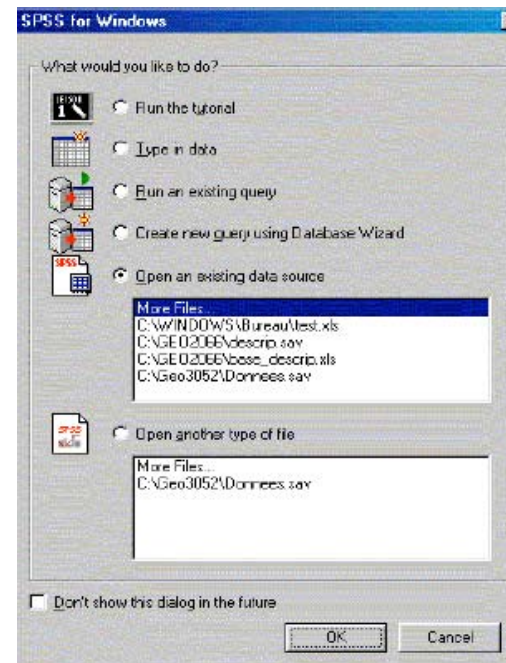 SPSS for Windows
What would you like to do?
Run the tutorial
Type in data
Run an existing query
Create new query using Database Wizard
SPSS
Open an existing data source
More Files...
C:\WINDOWS\Bureau\test.xls
C:\GEO2066\descrip.sav
C:\GEO2066\base_descrip.xls
C:\Geo3052\Donnees.sav
Open another type of file
More Files...
C:\Geo3052\Donnees.sav
Don't show this dialog in the future
OK
Cancel